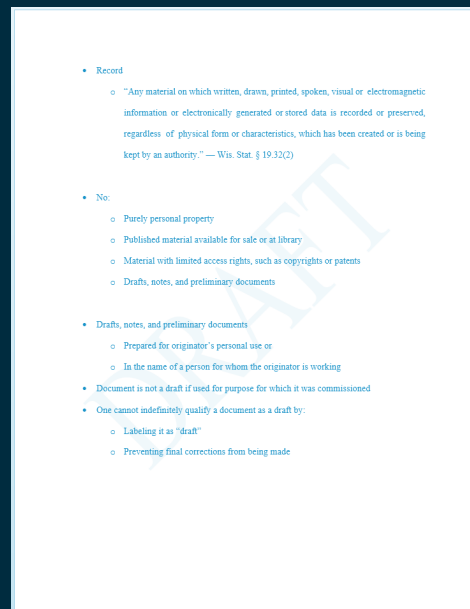 • Record
o "Any material on which written, drawn, printed, spoken, visual or electromagnetic
information or electronically generated or stored data is recorded or preserved,
regardless of physical form or characteristics, which has been created or is being
kept by an authority." — Wis. Stat. § 19.32(2)
• No:
o Purely personal property
o Published material available for sale or at library
o Material with limited access rights, such as copyrights or patents
o Drafts, notes, and preliminary documents
• Drafts, notes, and preliminary documents
o Prepared for originator's personal use or
o In the name of a person for whom the originator is working
• Document is not a draft if used for purpose for which it was commissioned
• One cannot indefinitely qualify a document as a draft by:
o Labeling it as "draft"
o Preventing final corrections from being made
DRAFT